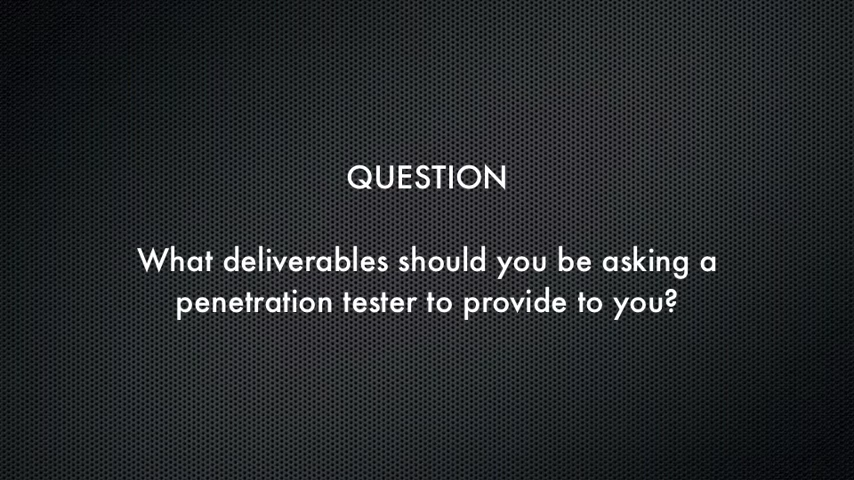 QUESTION
What deliverables should you be asking a
penetration tester to provide to you?